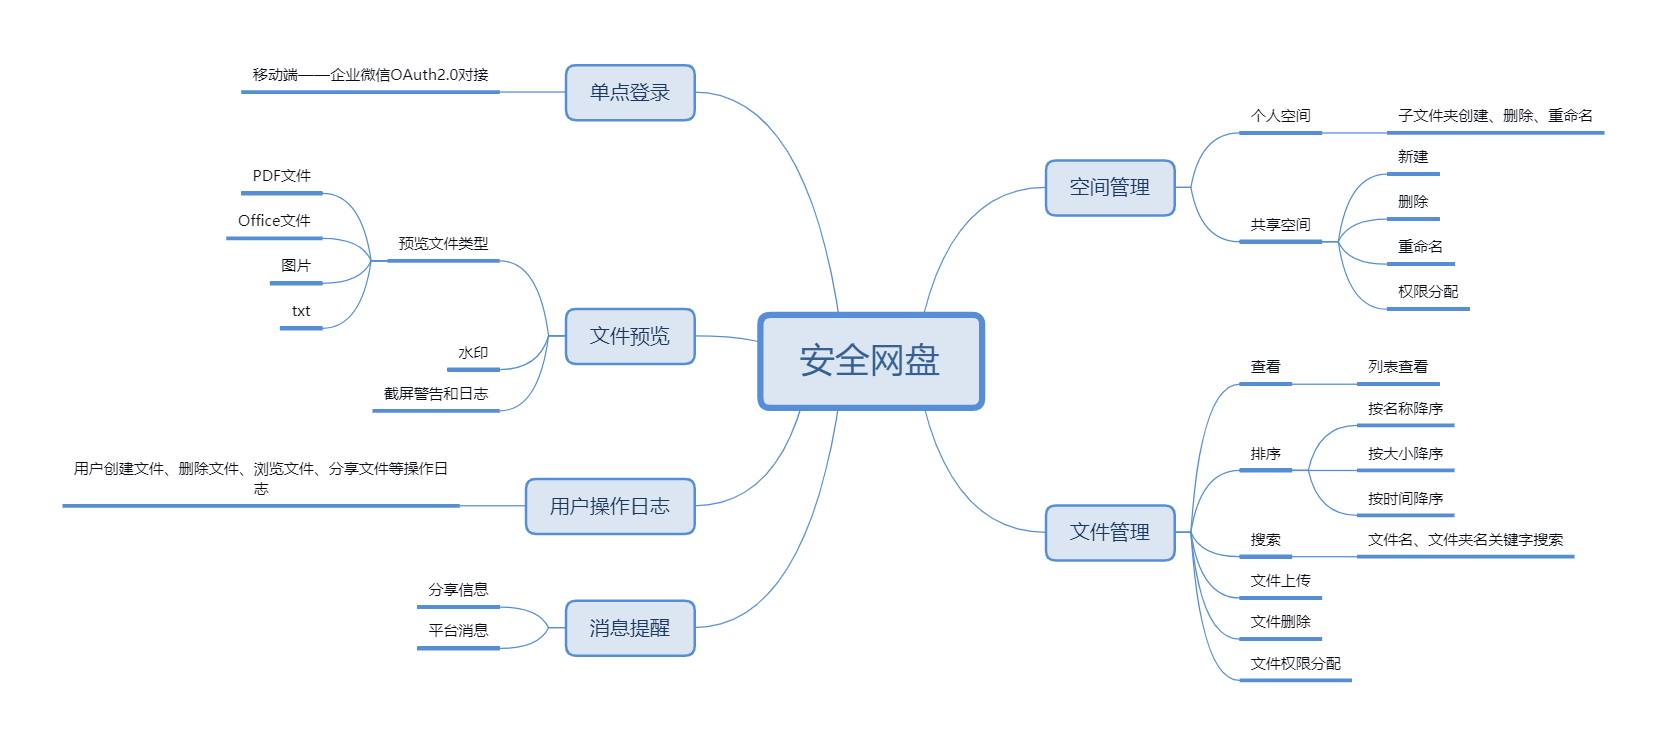 安全网盘
单点登录
移动端——企业微信OAuth2.0对接
文件预览
预览文件类型
PDF文件
Office文件
图片
txt
水印
截屏警告和日志
用户操作日志
用户创建文件、删除文件、浏览文件、分享文件等操作日
志
消息提醒
分享信息
平台消息
空间管理
个人空间
子文件夹创建、删除、重命名
共享空间
新建
删除
重命名
权限分配
文件管理
查看
列表查看
排序
按名称降序
按大小降序
按时间降序
搜索
文件名、文件夹名关键字搜索
文件上传
文件删除
文件权限分配